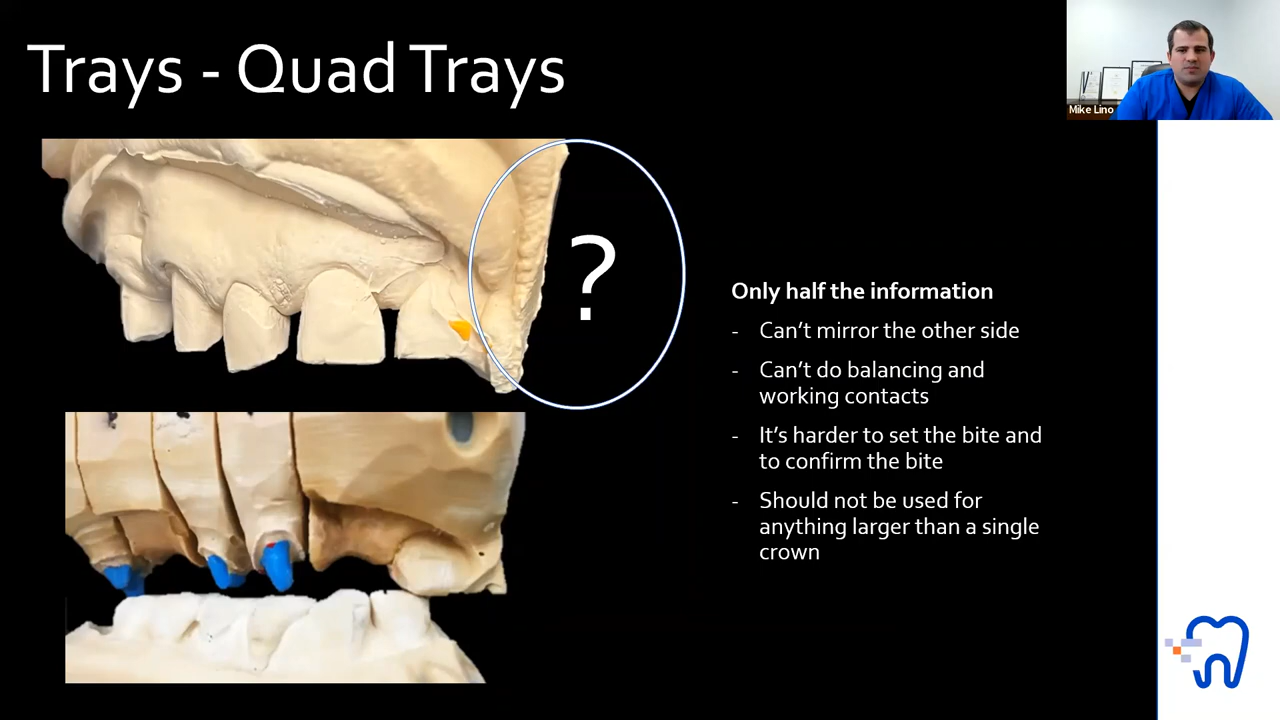 Trays - Quad Trays
Mike Lino
?
Only half the information
- Can't mirror the other side
- Can't do balancing and
working contacts
- It's harder to set the bite and
to confirm the bite
- Should not be used for
anything larger than a single
crown